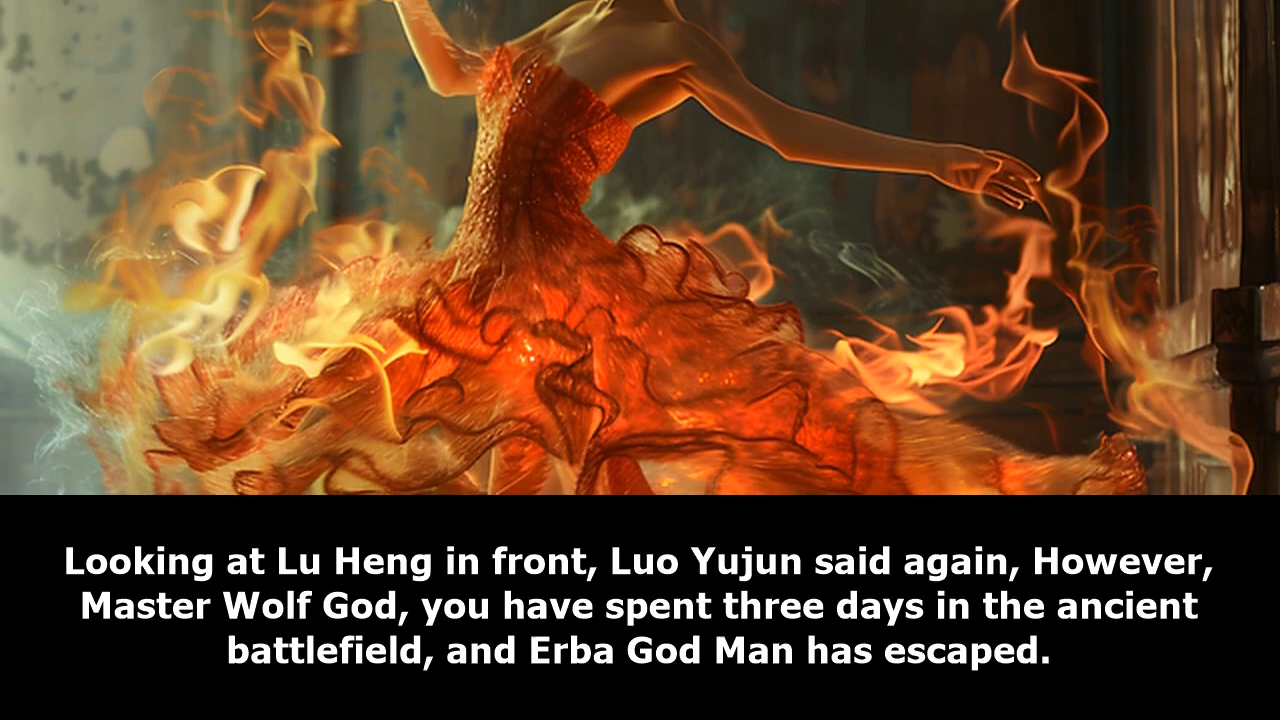 Looking at Lu Heng in front, Luo Yujun said again, However,
Master Wolf God, you have spent three days in the ancient
battlefield, and Erba God Man has escaped.